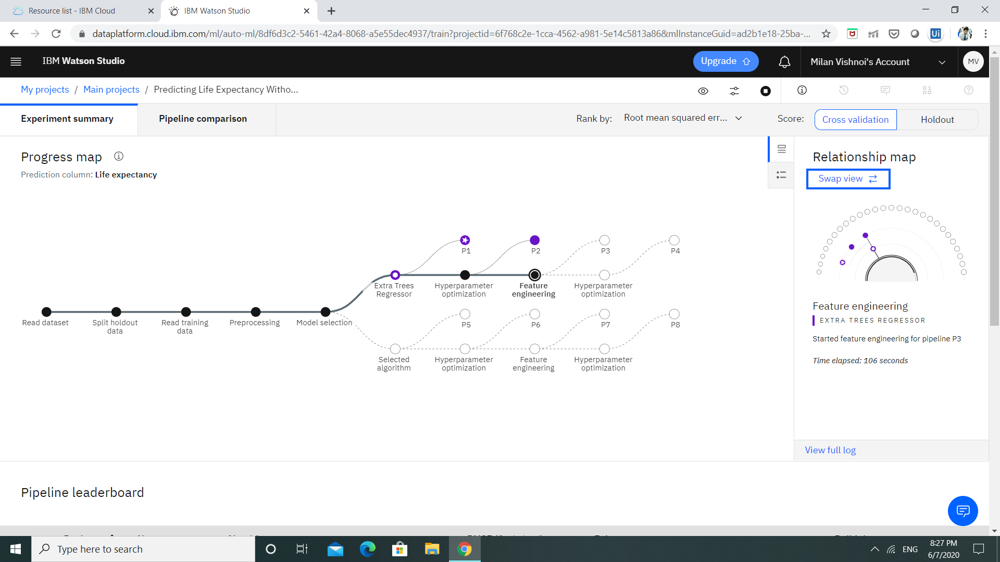 Resource list - IBM Cloud
IBM Watson Studio
dataplatform.cloud.ibm.com/ml/auto-ml/8df6d3c2-5461-42a4-8068-a5e55dec4937/train?projectid=6f768c2e-1cca-4562-a981-5e14c5813a86&mlInstanceGuid=ad2b1e18-25ba-...
Ui
IBM Watson Studio
Upgrade
Milan Vishnoi's Account
MV
My projects / Main projects / Predicting Life Expectancy Witho...
Experiment summary
Pipeline comparison
Rank by: Root mean squared err...
Score: Cross validation Holdout
Progress map
Prediction column: Life expectancy
Relationship map
Swap view
P1
P2
P3
P4
Extra Trees
Regressor
Hyperparameter
optimization
Feature
engineering
Hyperparameter
optimization
Read dataset
Split holdout
data
Read training
data
Preprocessing
Model selection
P5
P6
P7
P8
Selected
algorithm
Hyperparameter
optimization
Feature
engineering
Hyperparameter
optimization
Feature engineering
EXTRA TREES REGRESSOR
Started feature engineering for pipeline P3
Time elapsed: 106 seconds
View full log
Pipeline leaderboard
Type here to search
ENG
8:27 PM
6/7/2020